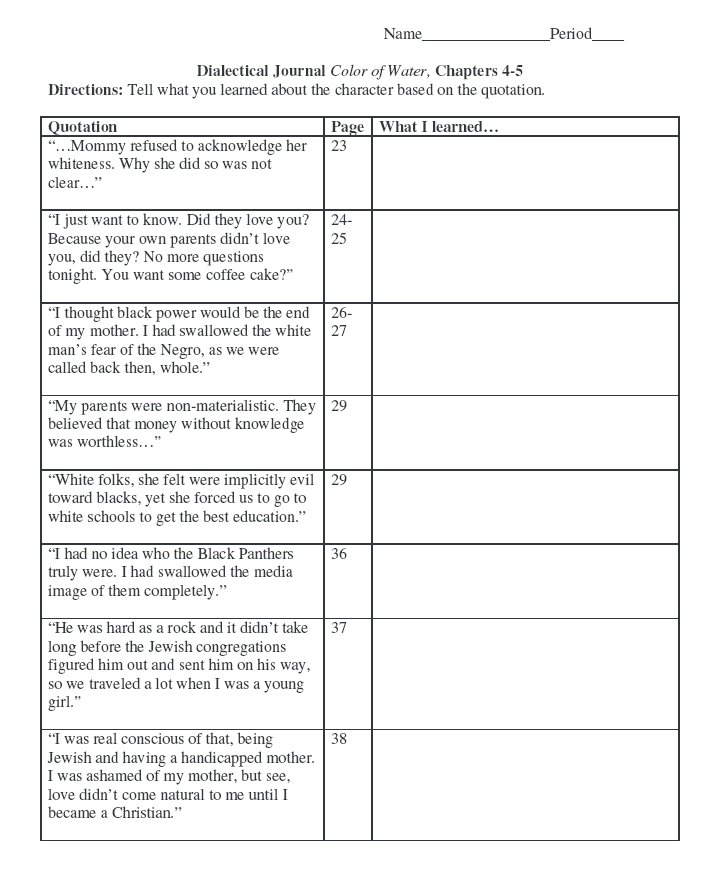 Name________________Period____
Dialectical Journal Color of Water, Chapters 4-5
Directions: Tell what you learned about the character based on the quotation.
Quotation Page What I learned…
“…Mommy refused to acknowledge her 23
whiteness. Why she did so was not
clear…”
“I just want to know. Did they love you? 24-
Because your own parents didn’t love 25
you, did they? No more questions
tonight. You want some coffee cake?”
“I thought black power would be the end 26-
of my mother. I had swallowed the white 27
man’s fear of the Negro, as we were
called back then, whole.”
“My parents were non-materialistic. They 29
believed that money without knowledge
was worthless…”
“White folks, she felt were implicitly evil 29
toward blacks, yet she forced us to go to
white schools to get the best education.”
“I had no idea who the Black Panthers 36
truly were. I had swallowed the media
image of them completely.”
“He was hard as a rock and it didn’t take 37
long before the Jewish congregations
figured him out and sent him on his way,
so we traveled a lot when I was a young
girl.”
“I was real conscious of that, being 38
Jewish and having a handicapped mother.
I was ashamed of my mother, but see,
love didn’t come natural to me until I
became a Christian.”